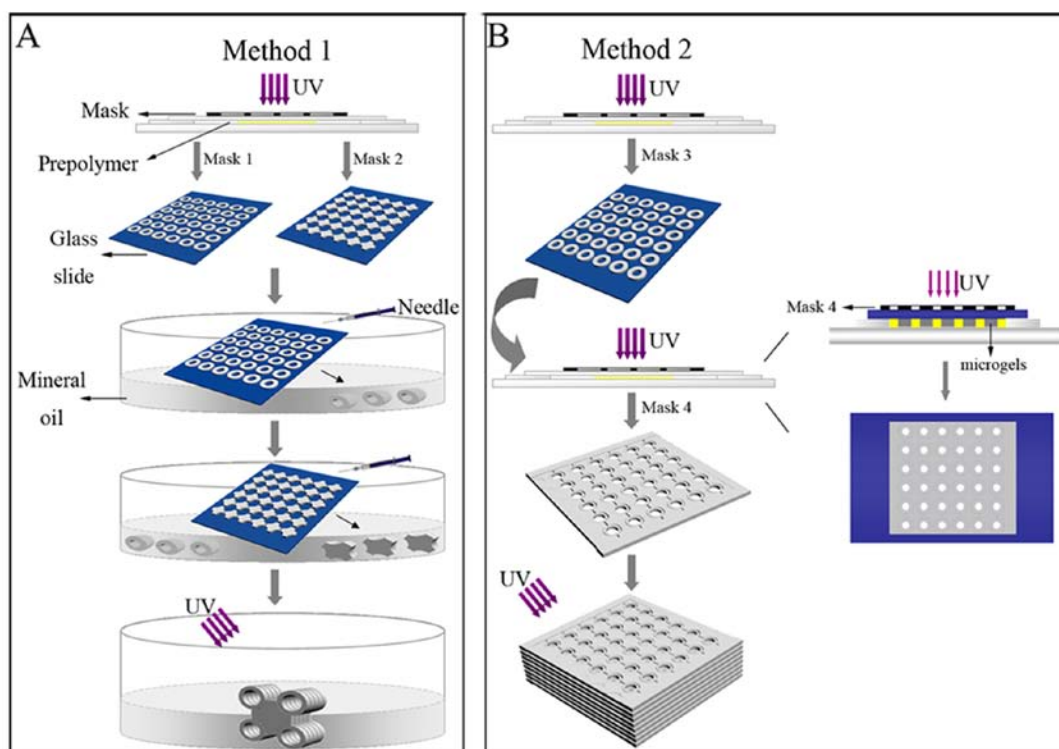 A
Method 1
UV
Mask
Prepolymer
Mask 1
Mask 2
Glass
slide
Needle
Mineral
oil
UV
B
Method 2
UV
Mask 3
UV
Mask 4
UV
Mask 4
microgels
UV